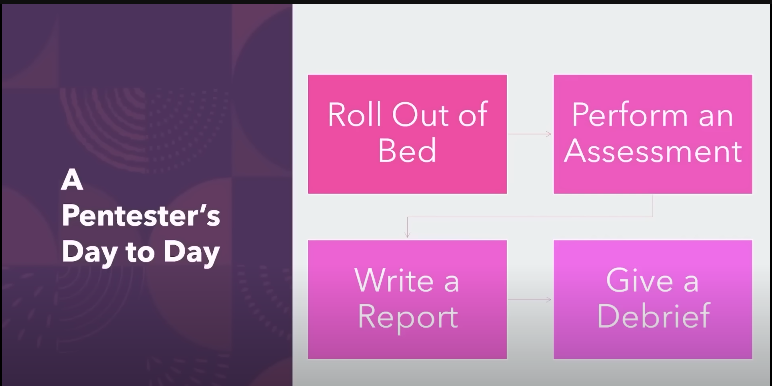 A
Pentester’s
Day to Day
Roll Out of
Bed
Perform an
Assessment
Write a
Report
Give a
Debrief